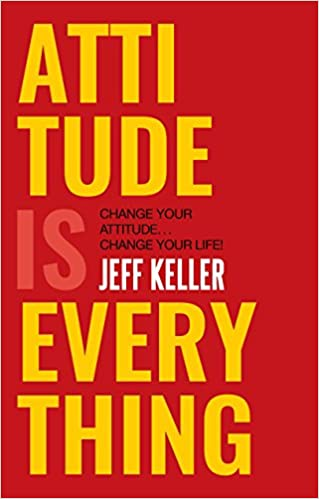 ATTI
TUDE
IS
CHANGE YOUR
ATTITUDE...
CHANGE YOUR LIFE!
JEFF KELLER
EVERY
THING